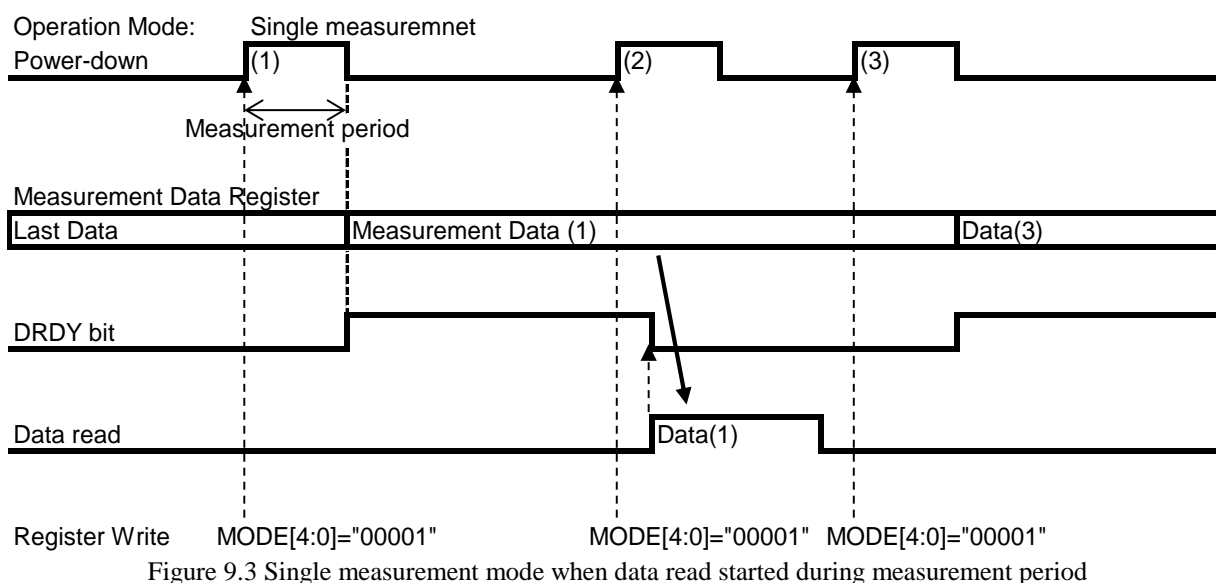 Operation Mode: Single measuremnet
Power-down (1) (2) (3)
Measurement period
Measurement Data Register
Last Data Measurement Data (1) Data(3)
DRDY bit
Data read Data(1)
Register Write MODE[4:0]="00001" MODE[4:0]="00001" MODE[4:0]="00001"
Figure 9.3 Single measurement mode when data read started during measurement period